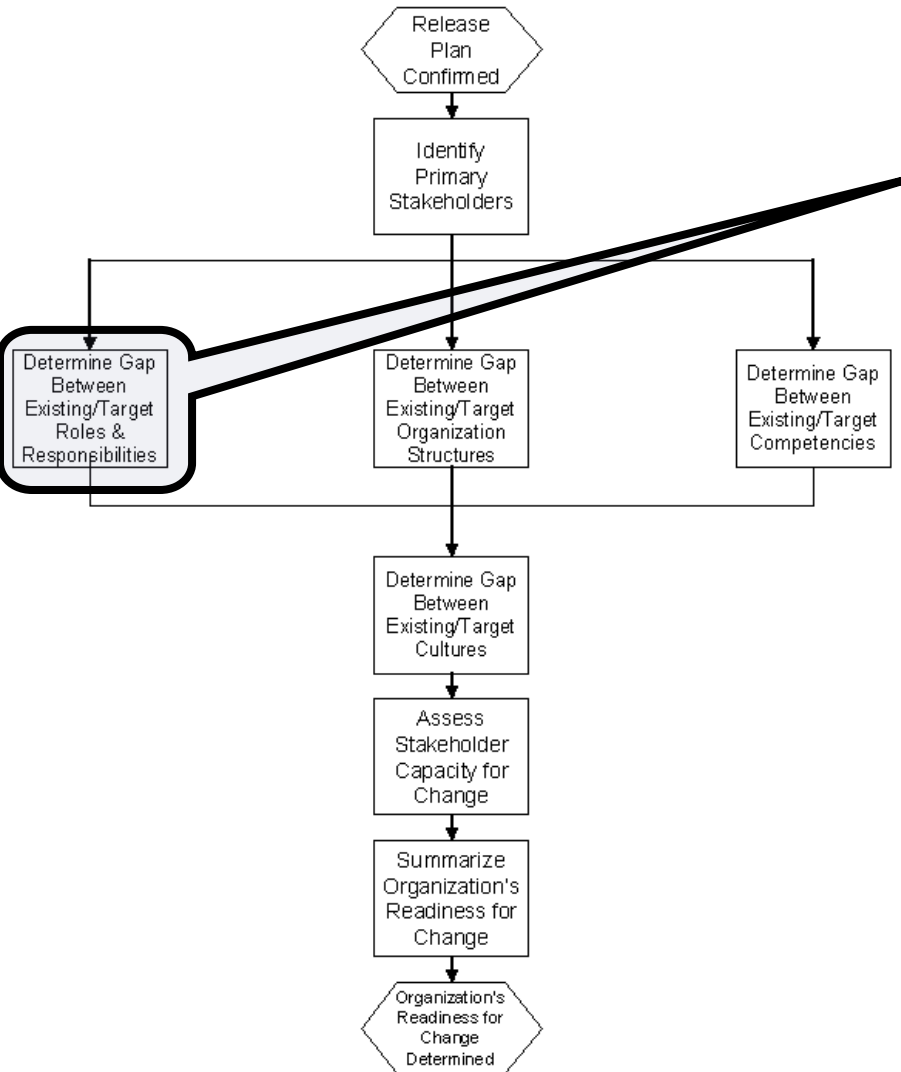 Release
Plan
Confirmed
Identify
Primary
Stakeholders
Determine Gap
Between
Existing/Target
Roles &
Responsibilities
Determine Gap
Between
Existing/Target
Organization
Structures
Determine Gap
Between
Existing/Target
Competencies
Determine Gap
Between
Existing/Target
Cultures
Assess
Stakeholder
Capacity for
Change
Summarize
Organization's
Readiness for
Change
Organization's
Readiness for
Change
Determined